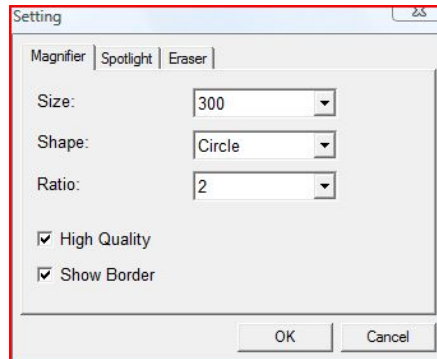 Setting
Magnifier Spotlight Eraser
Size: 300
Shape: Circle
Ratio: 2
High Quality
Show Border
OK Cancel